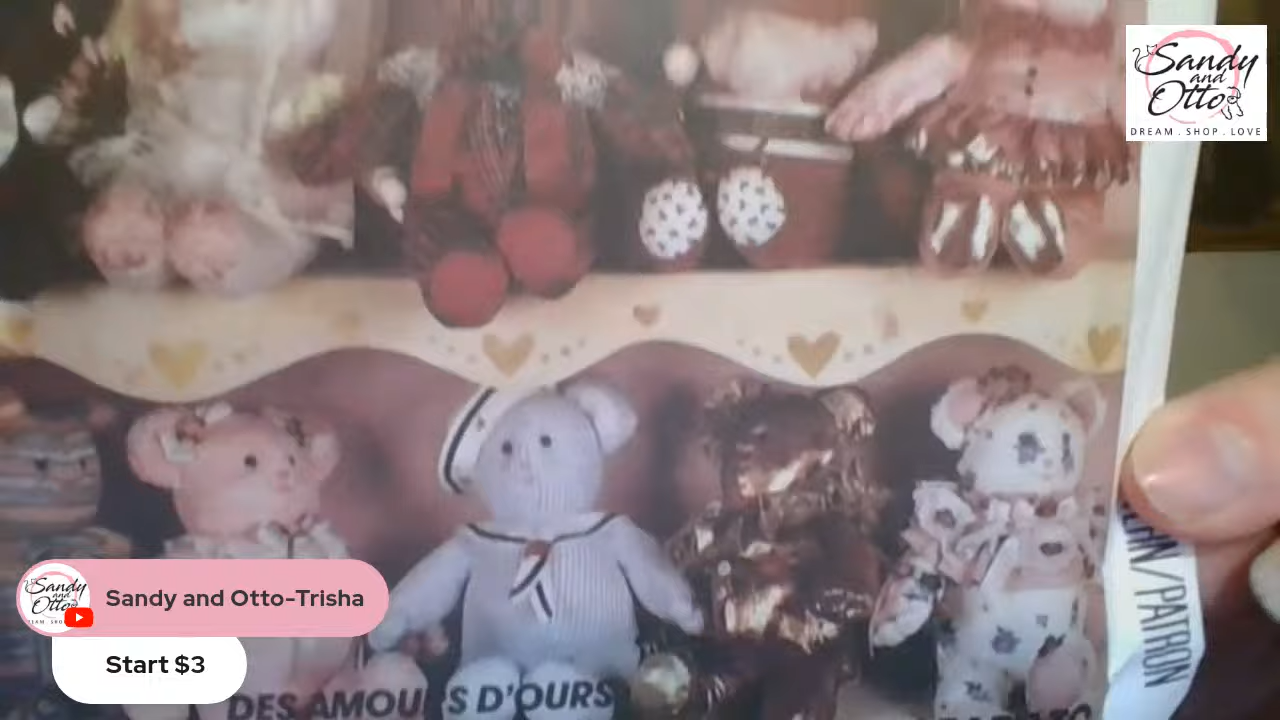 Sandy
and
Otto
DREAM . SHOP . LOVE
/PATRON
Sandy and Otto-Trisha
Start $3
DES AMOURS D'OURS